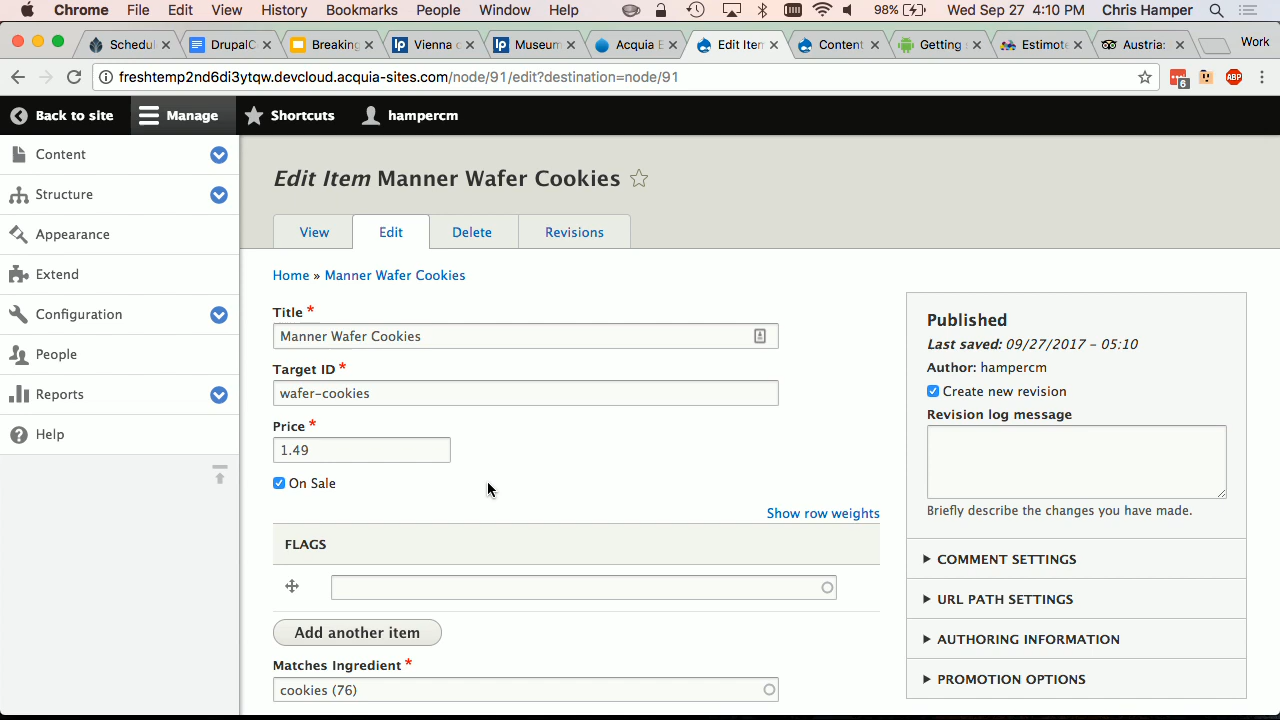 Chrome File Edit View History Bookmarks People Window Help 98% Wed Sep 27 4:10 PM Chris Hamper
Schedul DrupalC Breaking Vienna c Museum Acquia E Edit Item Content Getting Estimote Austria: Work
freshtemp2nd6di3ytqw.devcloud.acquia-sites.com/node/91/edit?destination=node/91 6 ABP
Back to site Manage Shortcuts hampercm
Content
Structure
Appearance
Extend
Configuration
People
Reports
Help
Edit Item Manner Wafer Cookies
View Edit Delete Revisions
Home » Manner Wafer Cookies
Title *
Manner Wafer Cookies
Target ID *
wafer-cookies
Price *
1.49
On Sale
Show row weights
FLAGS
Add another item
Matches Ingredient *
cookies (76)
Published
Last saved: 09/27/2017 - 05:10
Author: hampercm
Create new revision
Revision log message
Briefly describe the changes you have made.
COMMENT SETTINGS
URL PATH SETTINGS
AUTHORING INFORMATION
PROMOTION OPTIONS